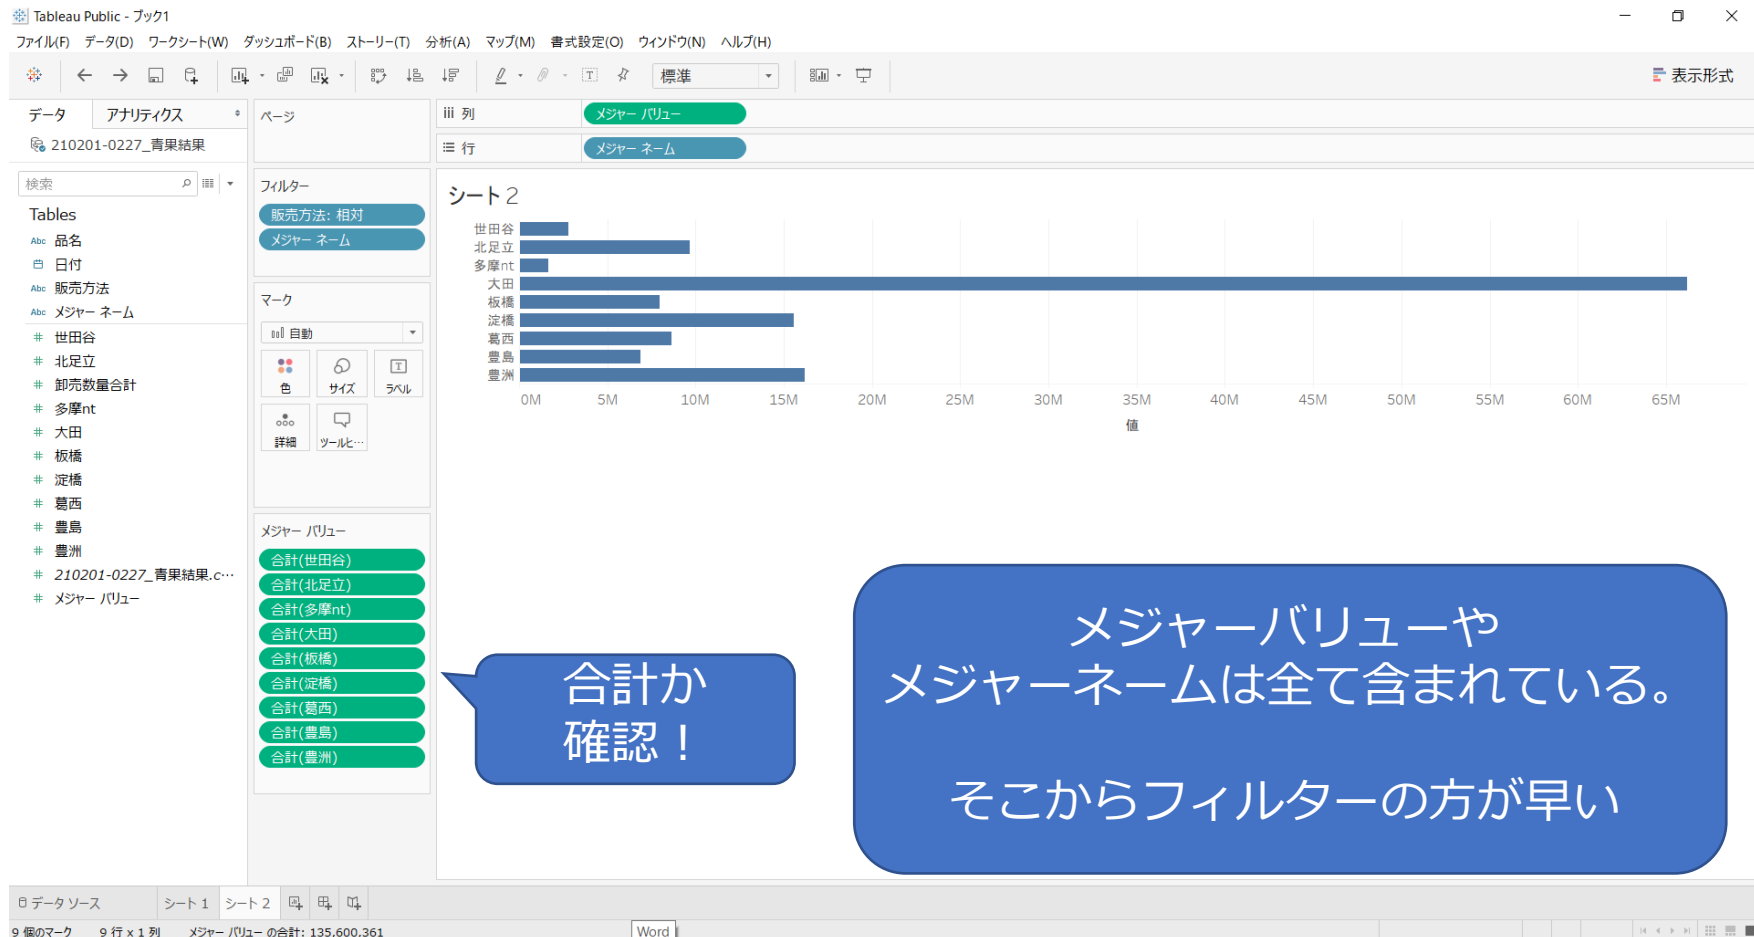 Tableau Public - ブック1
ファイル(F) データ(D) ワークシート(W) ダッシュボード(B) ストーリー(T) 分析(A) マップ(M) 書式設定(O) ウィンドウ(N) ヘルプ(H)
標準
表示形式
データ
アナリティクス
210201-0227_青果結果
検索
Tables
Abc 品名
日付
Abc 販売方法
Abc メジャー ネーム
# 世田谷
# 北足立
# 卸売数量合計
# 多摩nt
# 大田
# 板橋
# 淀橋
# 葛西
# 豊島
# 豊洲
# 210201-0227_青果結果.c…
# メジャー バリュー
ページ
フィルター
販売方法: 相対
メジャー ネーム
マーク
自動
色
サイズ
T
ラベル
詳細
ツールヒ…
メジャー バリュー
合計(世田谷)
合計(北足立)
合計(多摩nt)
合計(大田)
合計(板橋)
合計(淀橋)
合計(葛西)
合計(豊島)
合計(豊洲)
列
メジャー バリュー
行
メジャー ネーム
シート 2
世田谷
北足立
多摩nt
大田
板橋
淀橋
葛西
豊島
豊洲
0M 5M 10M 15M 20M 25M 30M 35M 40M 45M 50M 55M 60M 65M
値
合計か
確認！
メジャーバリューや
メジャーネームは全て含まれている。
そこからフィルターの方が早い
データ ソース
シート 1
シート 2
9 個のマーク 9 行 x 1 列 メジャー バリュー の合計: 135,600,361
Word